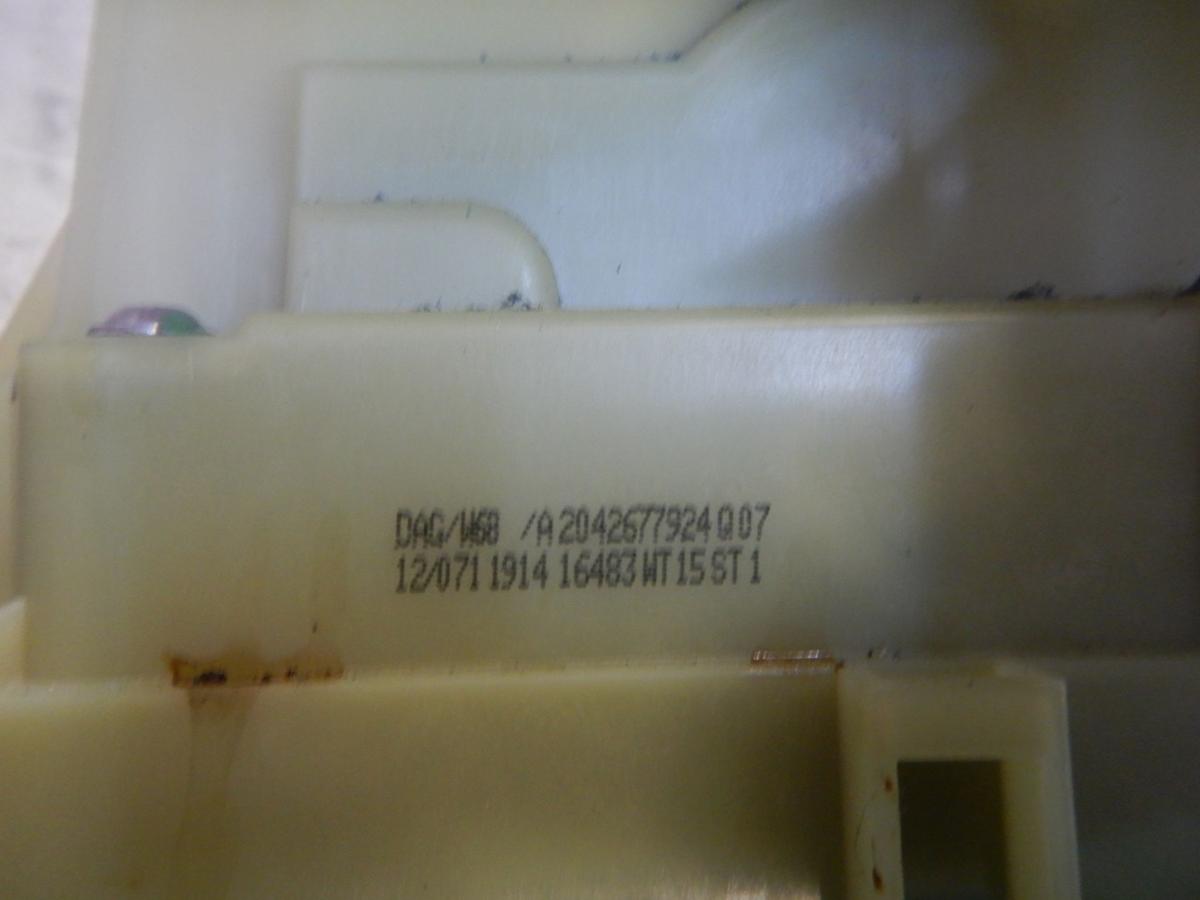 DAG/W68 /A 2042677924 Q 07
12/071 1914 16483 WT 15 ST 1